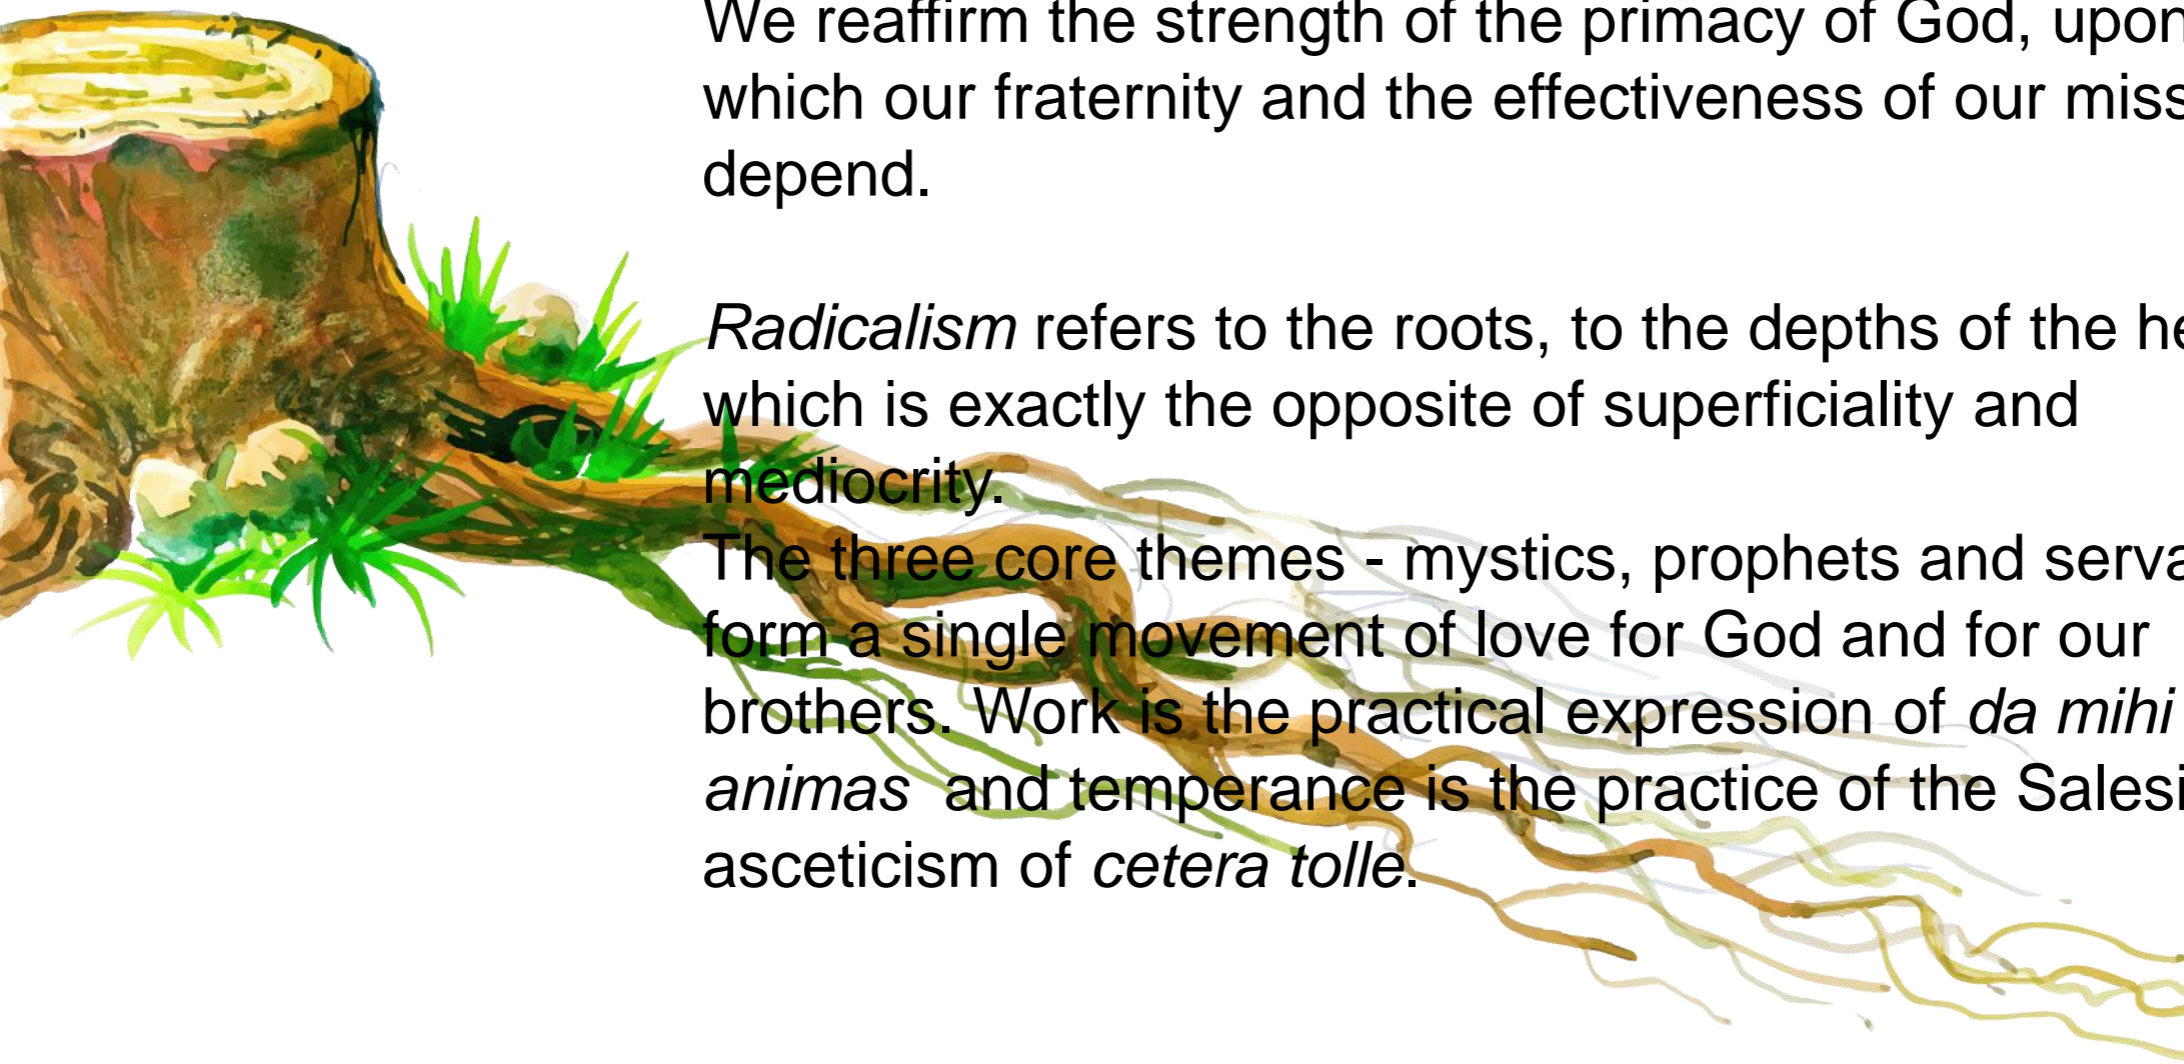 We reaffirm the strength of the primacy of God, upon
which our fraternity and the effectiveness of our miss
depend.
Radicalism refers to the roots, to the depths of the he
which is exactly the opposite of superficiality and
mediocrity.
The three core themes - mystics, prophets and serva
form a single movement of love for God and for our
brothers. Work is the practical expression of da mihi
animas and temperance is the practice of the Salesi
asceticism of cetera tolle.